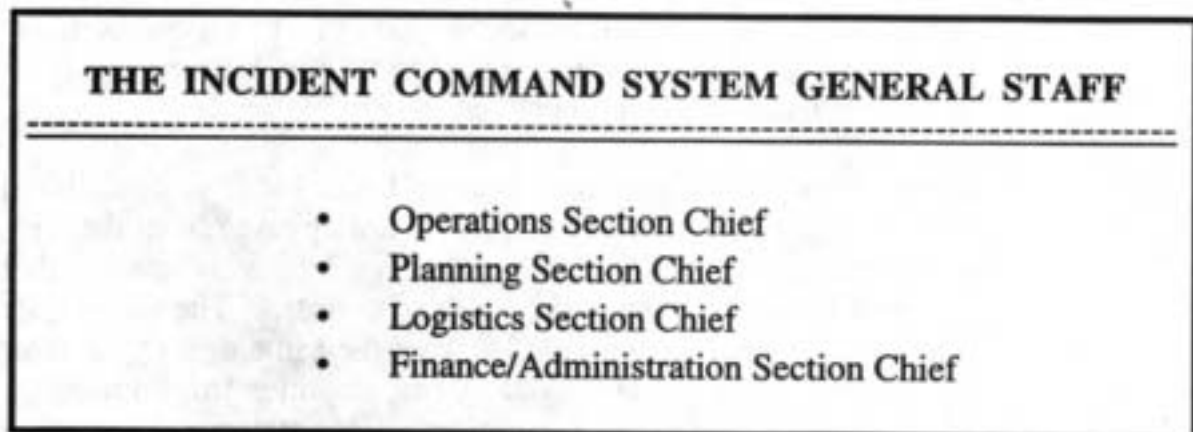 THE INCIDENT COMMAND SYSTEM GENERAL STAFF
• Operations Section Chief
• Planning Section Chief
• Logistics Section Chief
• Finance/Administration Section Chief